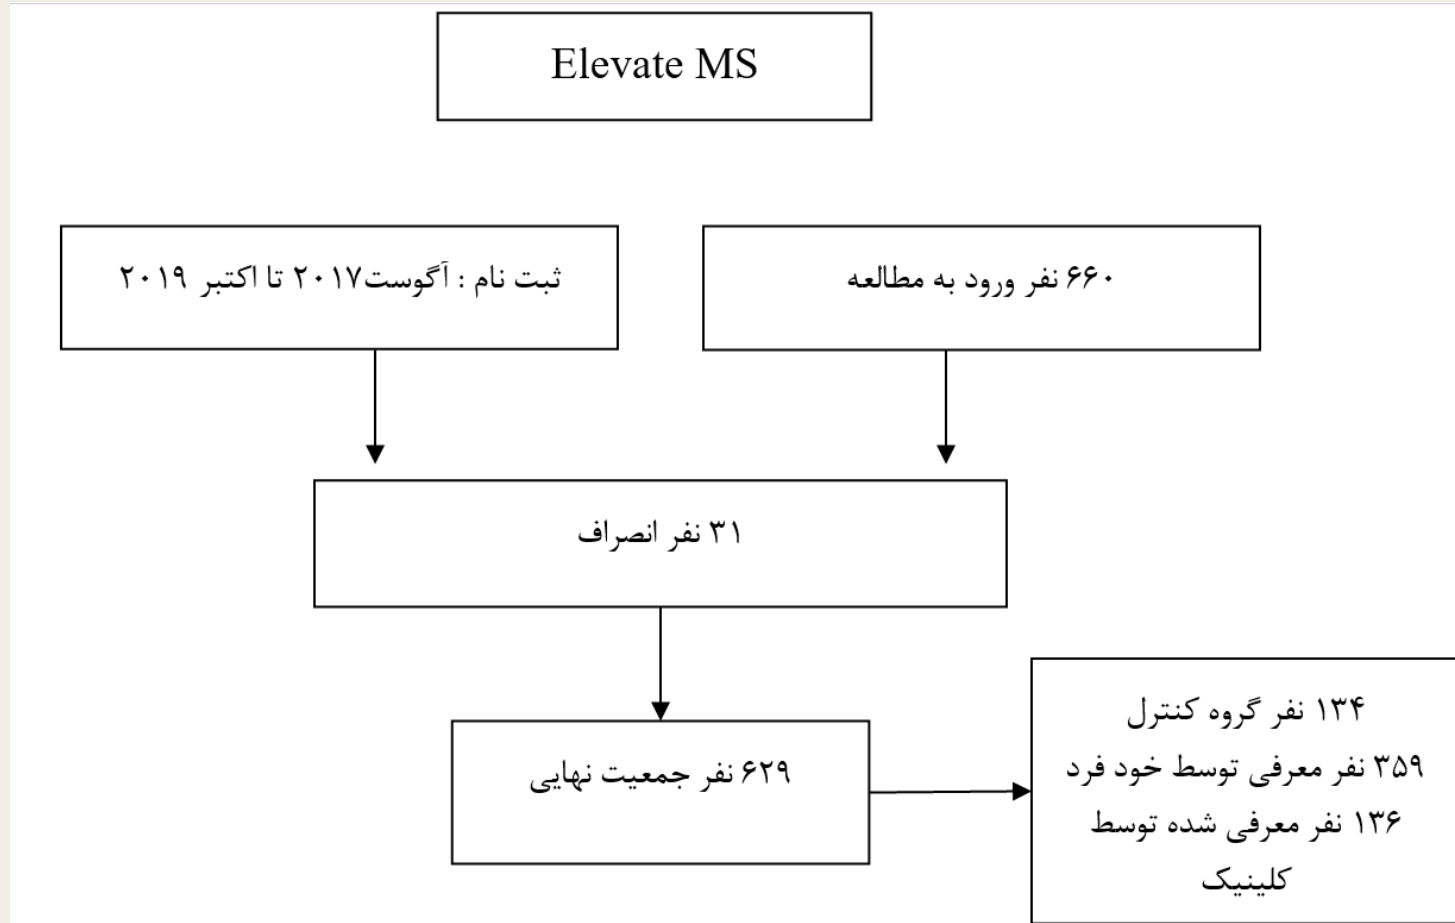 Elevate MS
۶۶۰ نفر ورود به مطالعه
ثبت نام : آگوست۲۰۱۷ تا اکتبر ۲۰۱۹
۳۱ نفر انصراف
۶۲۹ نفر جمعیت نهایی
۱۳۴ نفر گروه کنترل
۳۵۹ نفر معرفی توسط خود فرد
۱۳۶ نفر معرفی شده توسط
کلینیک